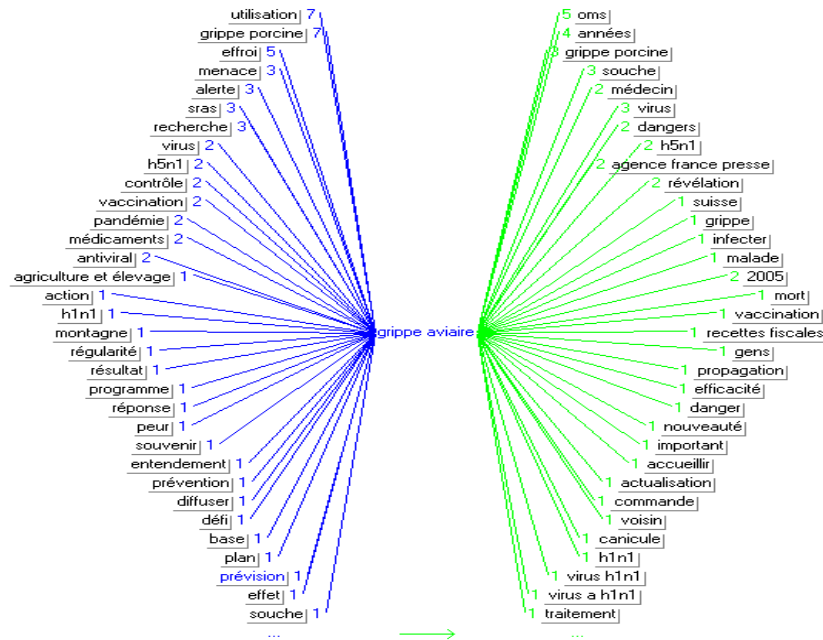 utilisation 7
grippe porcine 7
effroi 5
menace 3
alerte 3
sras 3
recherche 3
virus 2
h5n1 2
contrôle 2
vaccination 2
pandémie 2
médicaments 2
antiviral 2
agriculture et élevage 1
action 1
h1n1 1
montagne 1
régularité 1
résultat 1
programme 1
réponse 1
peur 1
souvenir 1
entendement 1
prévention 1
diffuser 1
défi 1
base 1
plan 1
prévision 1
effet 1
souche 1
...
grippe aviaire
5 oms
4 années
3 grippe porcine
3 souche
2 médecin
3 virus
2 dangers
2 h5n1
2 agence france presse
2 révélation
1 suisse
1 grippe
1 infecter
1 malade
2 2005
1 mort
1 vaccination
1 recettes fiscales
1 gens
1 propagation
1 efficacité
1 danger
1 nouveauté
1 important
1 accueillir
1 actualisation
1 commande
1 voisin
1 canicule
1 h1n1
1 virus h1n1
1 virus a h1n1
1 traitement
...